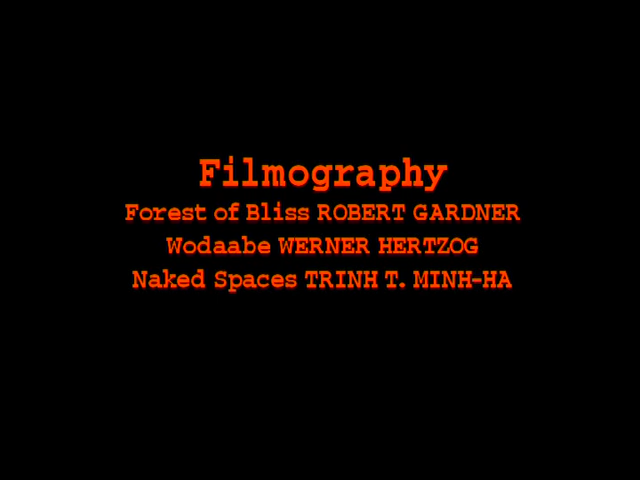 Filmography
Forest of Bliss ROBERT GARDNER
Wodaabe WERNER HERTZOG
Naked Spaces TRINH T. MINH-HA